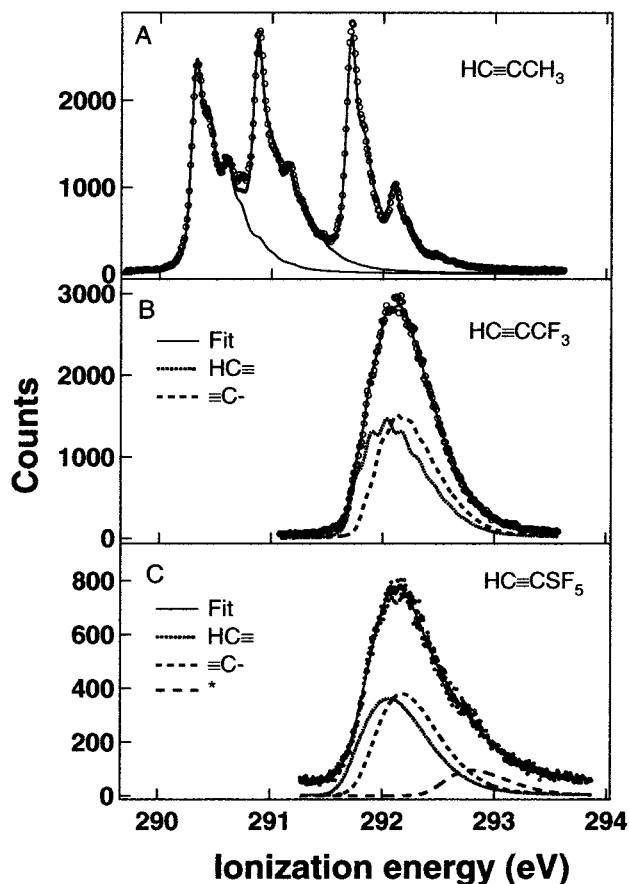 A
HC≡CCH₃
2000
1000
0
B
HC≡CCF₃
3000
Fit
HC≡
≡C-
2000
1000
0
C
HC≡CSF₅
800
Fit
HC≡
≡C-
*
600
400
200
0
Counts
290 291 292 293 294
Ionization energy (eV)